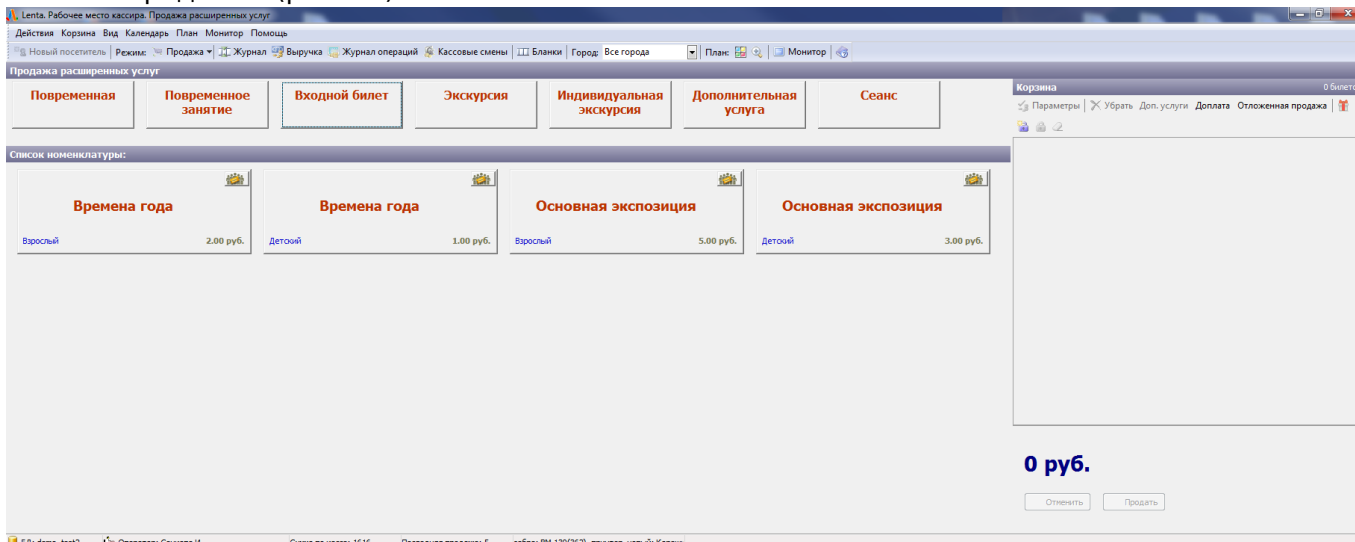 Lenta. Рабочее место кассира. Продажа расширенных услуг
Действия Корзина Вид Календарь План Монитор Помощь
Новый посетитель Режим: Продажа Журнал Выручка Журнал операций Кассовые смены Бланки Город: Все города План: Монитор
Продажа расширенных услуг
Повременная
Повременное занятие
Входной билет
Экскурсия
Индивидуальная экскурсия
Дополнительная услуга
Сеанс
Список номенклатуры:
Времена года
Взрослый 2.00 руб.
Времена года
Детский 1.00 руб.
Основная экспозиция
Взрослый 5.00 руб.
Основная экспозиция
Детский 3.00 руб.
Корзина 0 билето
Параметры Убрать Доп. услуги Доплата Отложенная продажа
0 руб.
Отменить Продать